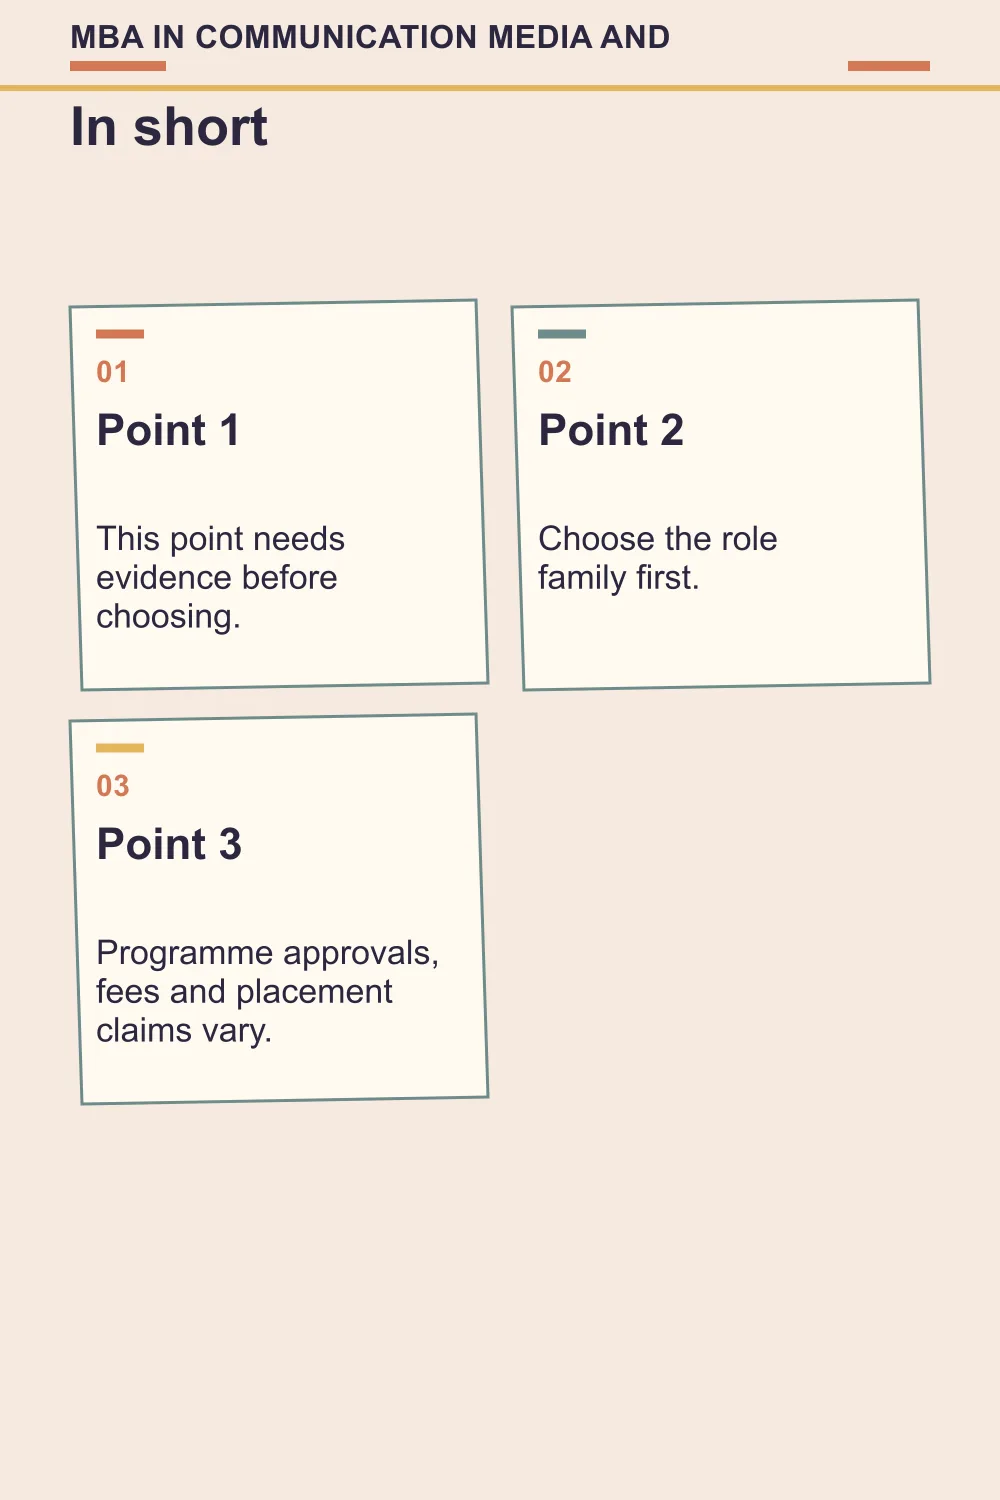 MBA IN COMMUNICATION MEDIA AND
In short
01
Point 1
This point needs
evidence before
choosing.
02
Point 2
Choose the role
family first.
03
Point 3
Programme approvals,
fees and placement
claims vary.